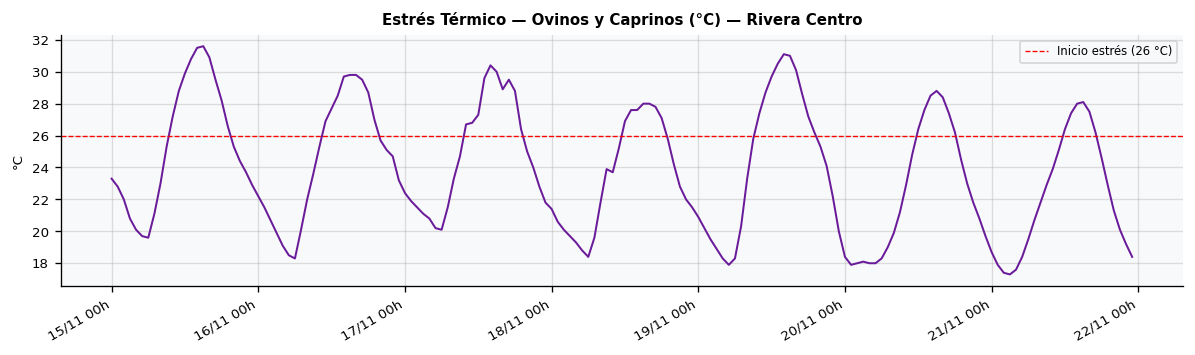 Estrés Térmico — Ovinos y Caprinos (°C) — Rivera Centro
Inicio estrés (26 °C)
°C
32
30
28
26
24
22
20
18
15/11 00h
16/11 00h
17/11 00h
18/11 00h
19/11 00h
20/11 00h
21/11 00h
22/11 00h